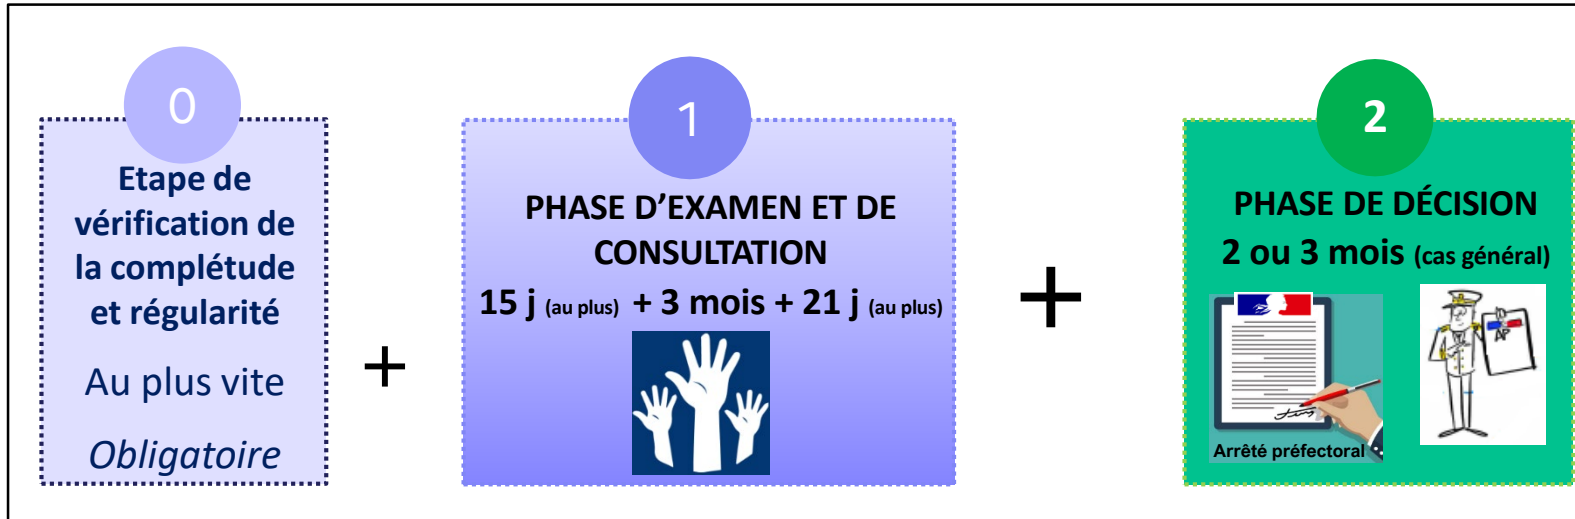 0
Etape de
vérification de
la complétude
et régularité
Au plus vite
Obligatoire
+
1
PHASE D'EXAMEN ET DE
CONSULTATION
15 j (au plus) + 3 mois + 21 j (au plus)
+
2
PHASE DE DÉCISION
2 ou 3 mois (cas général)
Arrêté préfectoral
AP